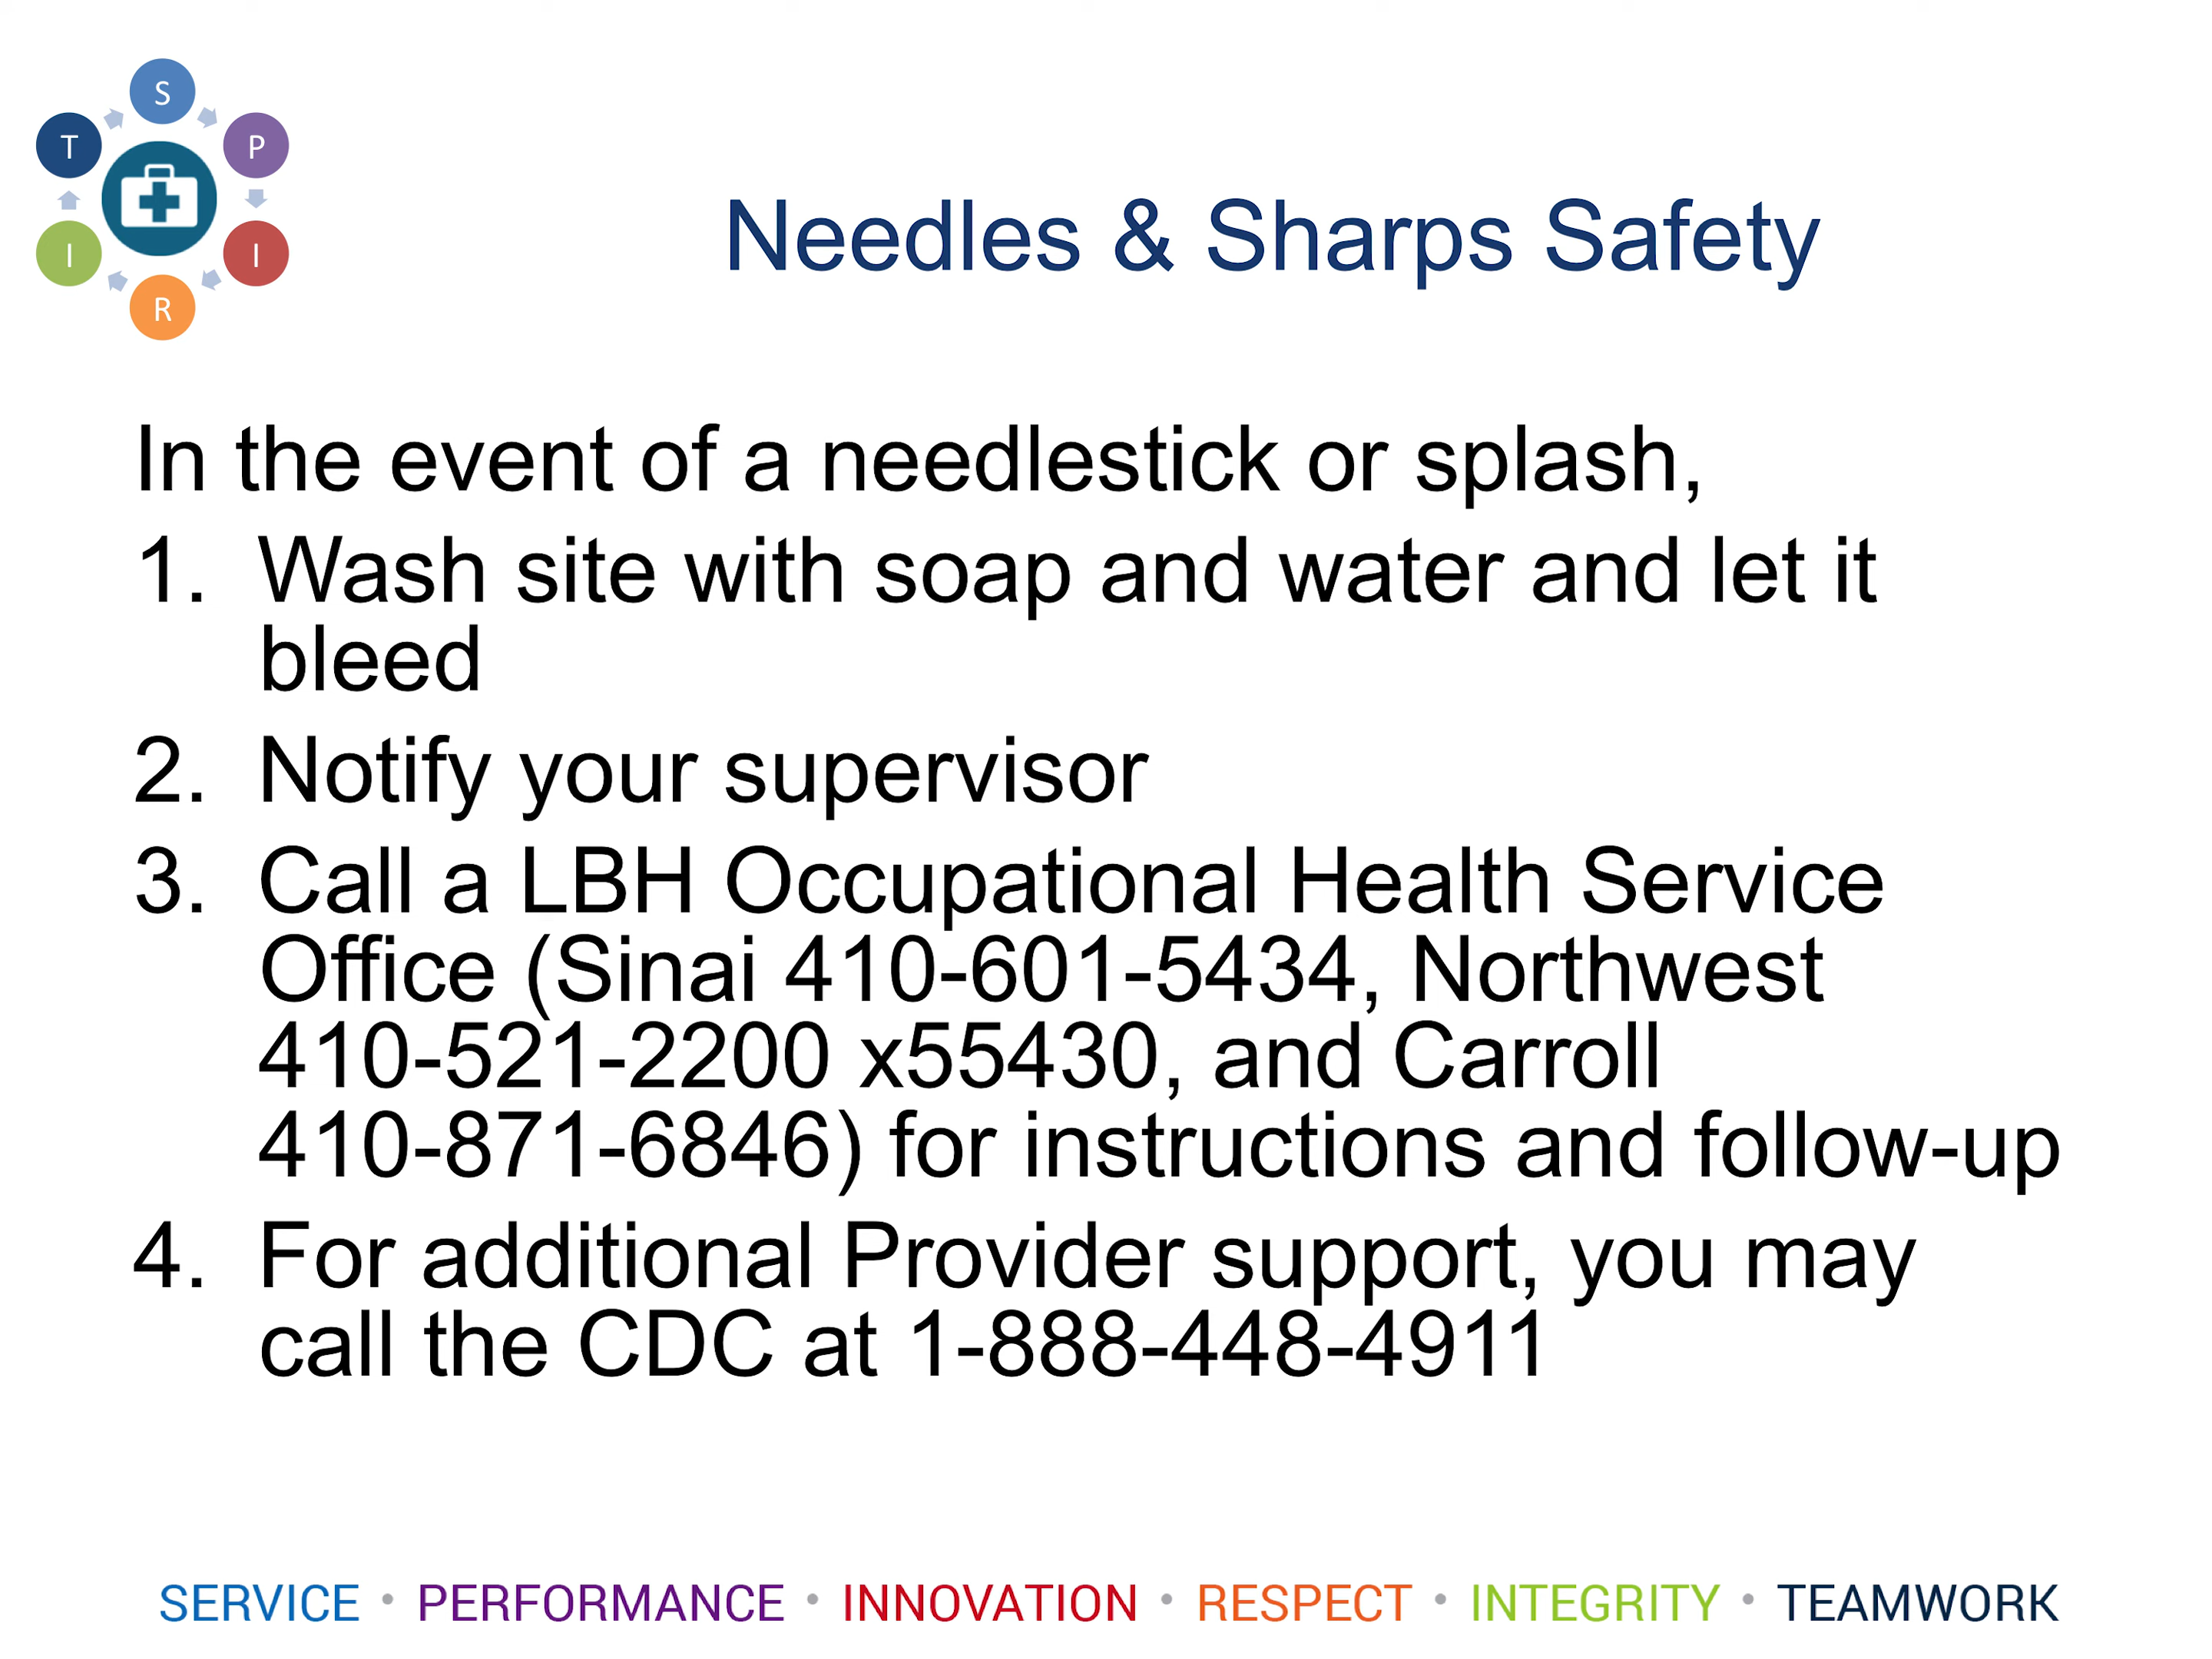 S
P
I
R
I
T
Needles & Sharps Safety
In the event of a needlestick or splash,
1. Wash site with soap and water and let it
bleed
2. Notify your supervisor
3. Call a LBH Occupational Health Service
Office (Sinai 410-601-5434, Northwest
410-521-2200 x55430, and Carroll
410-871-6846) for instructions and follow-up
4. For additional Provider support, you may
call the CDC at 1-888-448-4911
SERVICE • PERFORMANCE • INNOVATION • RESPECT • INTEGRITY • TEAMWORK